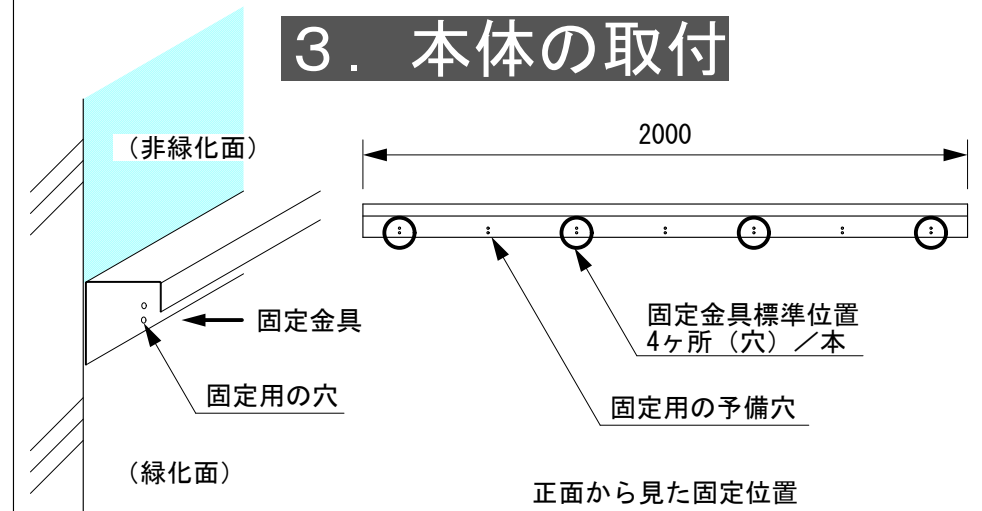 ３．本体の取付
（非緑化面）
2000
固定金具
固定用の穴
（緑化面）
固定金具標準位置
4ヶ所（穴）／本
固定用の予備穴
正面から見た固定位置